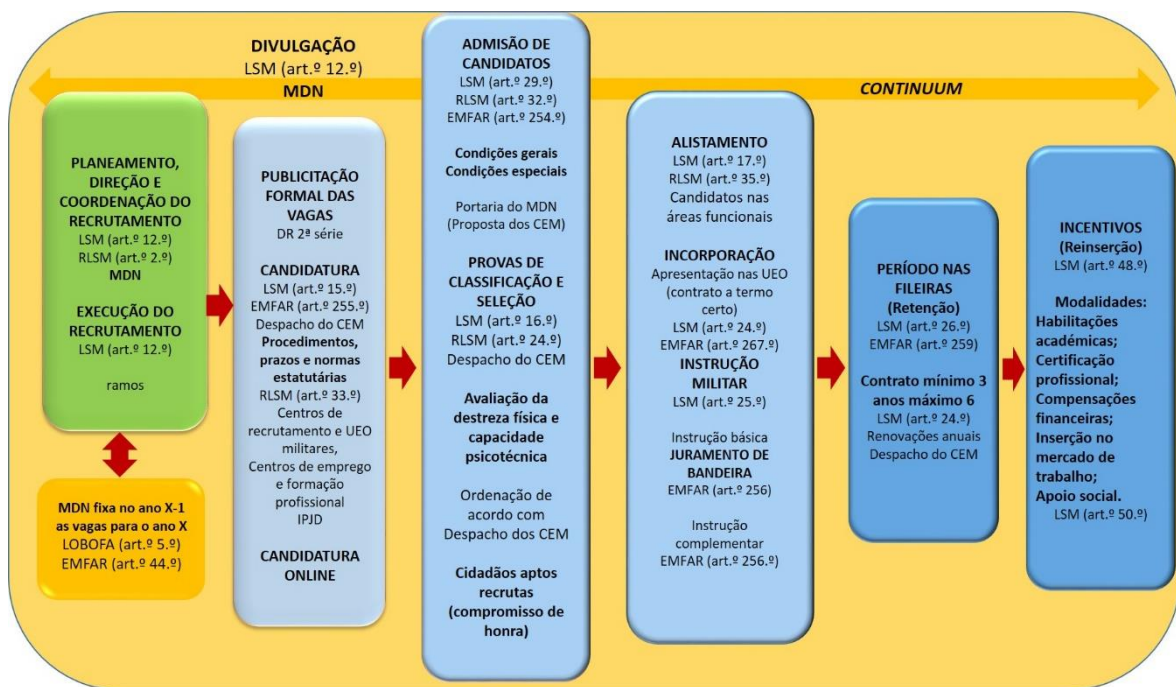 DIVULGAÇÃO
LSM (art.º 12.º)
MDN
CONTINUUM
PLANEAMENTO,
DIREÇÃO E
COORDENAÇÃO DO
RECRUTAMENTO
LSM (art.º 12.º)
RLSM (art.º 2.º)
MDN
EXECUÇÃO DO
RECRUTAMENTO
LSM (art.º 12.º)
ramos
MDN fixa no ano X-1
as vagas para o ano X
LOBOFA (art.º 5.º)
EMFAR (art.º 44.º)
PUBLICITAÇÃO
FORMAL DAS
VAGAS
DR 2ª série
CANDIDATURA
LSM (art.º 15.º)
EMFAR (art.º 255.º)
Despacho do CEM
Procedimentos,
prazos e normas
estatutárias
RLSM (art.º 33.º)
Centros de
recrutamento e UEO
militares,
Centros de emprego
e formação
profissional
IPJD
CANDIDATURA
ONLINE
ADMISÃO DE
CANDIDATOS
LSM (art.º 29.º)
RLSM (art.º 32.º)
EMFAR (art.º 254.º)
Condições gerais
Condições especiais
Portaria do MDN
(Proposta dos CEM)
PROVAS DE
CLASSIFICAÇÃO E
SELEÇÃO
LSM (art.º 16.º)
RLSM (art.º 24.º)
Despacho do CEM
Avaliação da
destreza física e
capacidade
psicotécnica
Ordenação de
acordo com
Despacho dos CEM
Cidadãos aptos
recrutas
(compromisso de
honra)
ALISTAMENTO
LSM (art.º 17.º)
RLSM (art.º 35.º)
Candidatos nas
áreas funcionais
INCORPORAÇÃO
Apresentação nas UEO
(contrato a termo
certo)
LSM (art.º 24.º)
EMFAR (art.º 267.º)
INSTRUÇÃO
MILITAR
LSM (art.º 25.º)
Instrução básica
JURAMENTO DE
BANDEIRA
EMFAR (art.º 256)
Instrução
complementar
EMFAR (art.º 256.º)
PERÍODO NAS
FILEIRAS
(Retenção)
LSM (art.º 26.º)
EMFAR (art.º 259)
Contrato mínimo 3
anos máximo 6
LSM (art.º 24.º)
Renovações anuais
Despacho do CEM
INCENTIVOS
(Reinserção)
LSM (art.º 48.º)
Modalidades:
Habilitações
académicas;
Certificação
profissional;
Compensações
financeiras;
Inserção no
mercado de
trabalho;
Apoio social.
LSM (art.º 50.º)